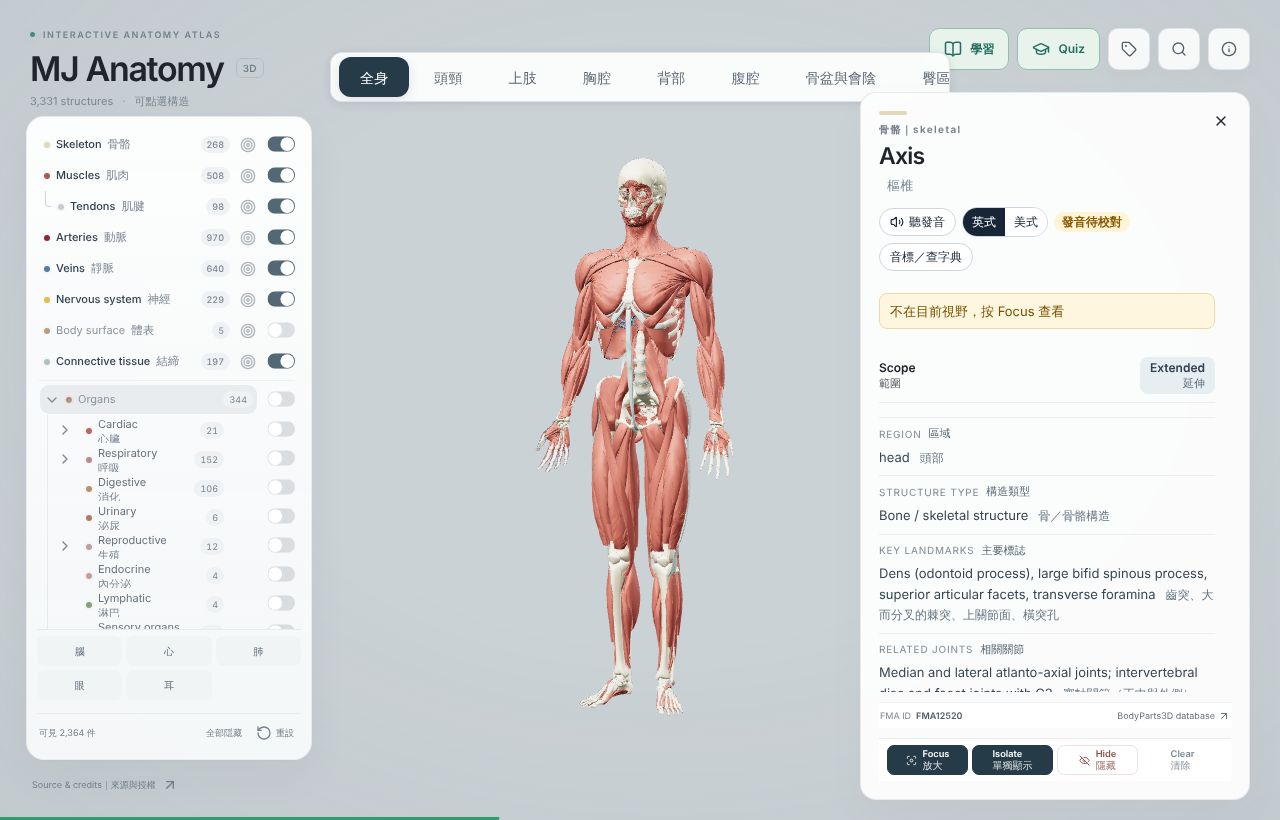 INTERACTIVE ANATOMY ATLAS
MJ Anatomy 3D
3,331 structures · 可點選構造
學習
Quiz
全身 頭頸 上肢 胸腔 背部 腹腔 骨盆與會陰 臀區
Skeleton 骨骼 268
Muscles 肌肉 508
Tendons 肌腱 98
Arteries 動脈 970
Veins 靜脈 640
Nervous system 神經 229
Body surface 體表 5
Connective tissue 結締 197
Organs 344
Cardiac 21
心臟
Respiratory 152
呼吸
Digestive 106
消化
Urinary 6
泌尿
Reproductive 12
生殖
Endocrine 4
內分泌
Lymphatic 4
淋巴
Sensory organs
腦 心 肺
眼 耳
可見 2,364 件 全部隱藏 重設
Source & credits | 來源與授權
骨骼 | skeletal
Axis
樞椎
聽發音 英式 美式 發音待校對
音標／查字典
不在目前視野，按 Focus 查看
Scope
範圍
Extended
延伸
REGION 區域
head 頭部
STRUCTURE TYPE 構造類型
Bone / skeletal structure 骨／骨骼構造
KEY LANDMARKS 主要標誌
Dens (odontoid process), large bifid spinous process,
superior articular facets, transverse foramina 齒突、大
而分叉的棘突、上關節面、橫突孔
RELATED JOINTS 相關關節
Median and lateral atlanto-axial joints; intervertebral
disc and facet joints with C3
FMA ID FMA12520 BodyParts3D database
Focus
放大
Isolate
單獨顯示
Hide
隱藏
Clear
清除